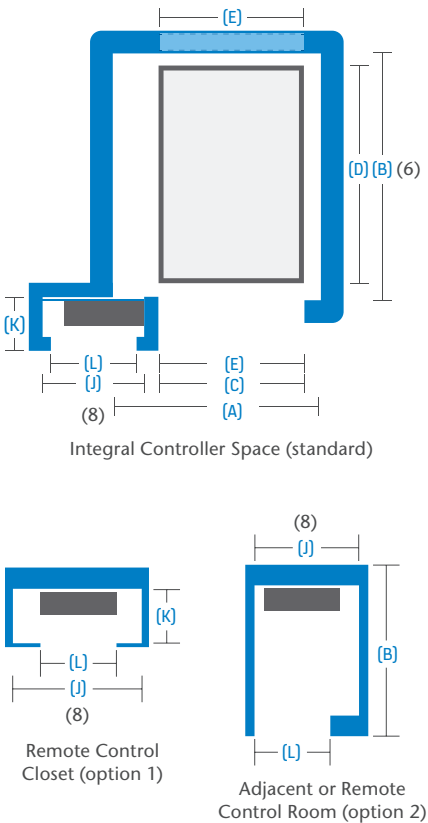 (E)
(D) (B) (6)
(K)
(L) (E)
(J) (C)
(8) (A)
Integral Controller Space (standard)
(8)
(J)
(K)
(B)
(L)
(J)
(8)
Remote Control
Closet (option 1)
(L)
Adjacent or Remote
Control Room (option 2)